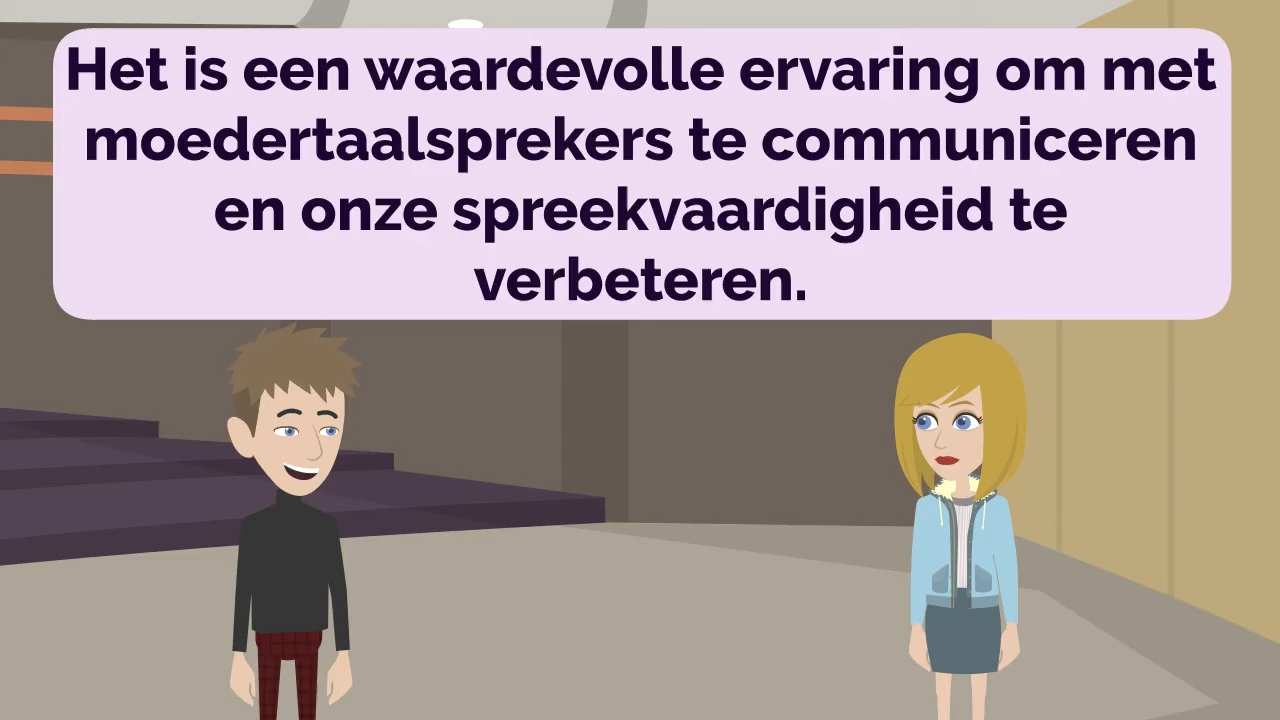 Het is een waardevolle ervaring om met
moedertaalsprekers te communiceren
en onze spreekvaardigheid te
verbeteren.